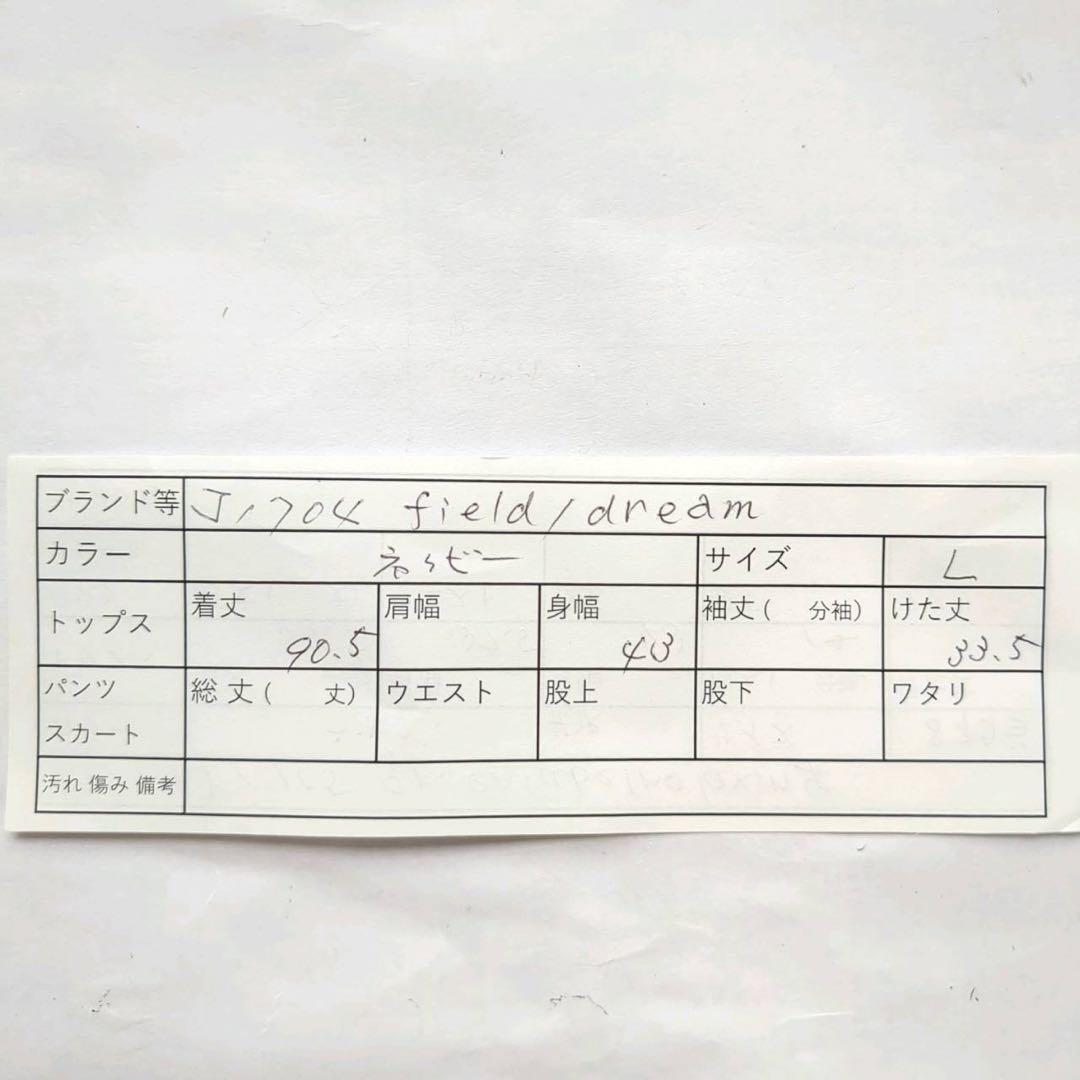 ブランド等 J,704 field/dream
カラー ネイビー サイズ L
トップス 着丈 90.5 肩幅 身幅 43 袖丈( 分袖) けた丈 33.5
パンツ スカート 総丈( 丈) ウエスト 股上 股下 ワタリ
汚れ 傷み 備考